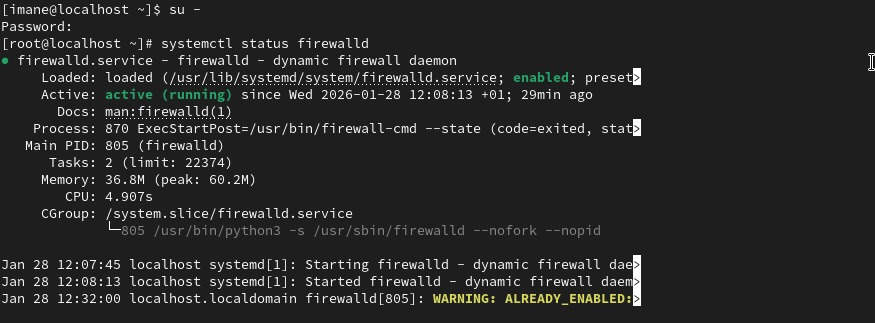 [imane@localhost ~]$ su -
Password:
[root@localhost ~]# systemctl status firewalld
● firewalld.service - firewalld - dynamic firewall daemon
     Loaded: loaded (/usr/lib/systemd/system/firewalld.service; enabled; preset>
     Active: active (running) since Wed 2026-01-28 12:08:13 +01; 29min ago
       Docs: man:firewalld(1)
    Process: 870 ExecStartPost=/usr/bin/firewall-cmd --state (code=exited, stat>
   Main PID: 805 (firewalld)
      Tasks: 2 (limit: 22374)
     Memory: 36.8M (peak: 60.2M)
        CPU: 4.907s
     CGroup: /system.slice/firewalld.service
             └─805 /usr/bin/python3 -s /usr/sbin/firewalld --nofork --nopid

Jan 28 12:07:45 localhost systemd[1]: Starting firewalld - dynamic firewall dae>
Jan 28 12:08:13 localhost systemd[1]: Started firewalld - dynamic firewall daem>
Jan 28 12:32:00 localhost.localdomain firewalld[805]: WARNING: ALREADY_ENABLED:>